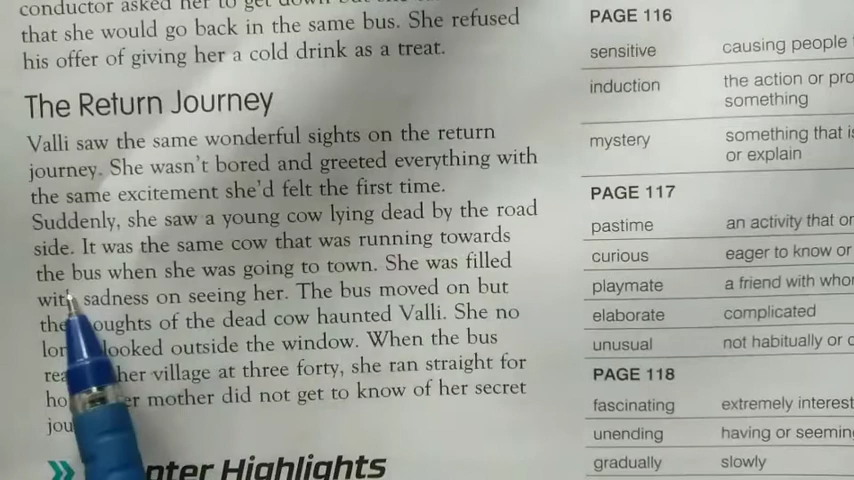 conductor asked her to get down but she
that she would go back in the same bus. She refused
his offer of giving her a cold drink as a treat.
The Return Journey
Valli saw the same wonderful sights on the return
journey. She wasn't bored and greeted everything with
the same excitement she'd felt the first time.
Suddenly, she saw a young cow lying dead by the road
side. It was the same cow that was running towards
the bus when she was going to town. She was filled
with sadness on seeing her. The bus moved on but
the oughts of the dead cow haunted Valli. She no
lon looked outside the window. When the bus
rea her village at three forty, she ran straight for
ho er mother did not get to know of her secret
jou
» nter Highlights
PAGE 116
sensitive causing people
induction the action or pro
something
mystery something that is
or explain
PAGE 117
pastime an activity that
curious eager to know or
playmate a friend with
elaborate complicated
unusual not habitually or
PAGE 118
fascinating extremely interest
unending having or seeming
gradually slowly